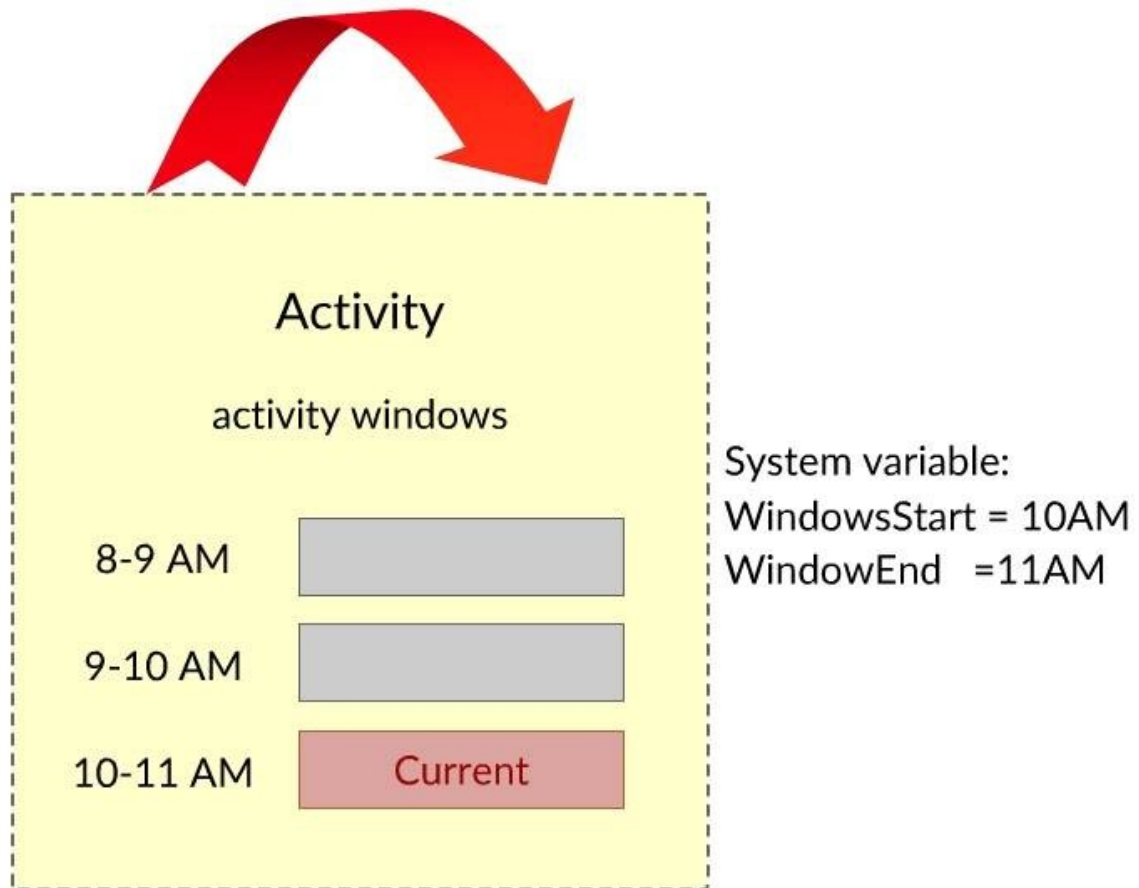 Activity
activity windows
System variable:
WindowsStart = 10AM
WindowEnd   =11AM
8-9 AM
9-10 AM
10-11 AM
Current